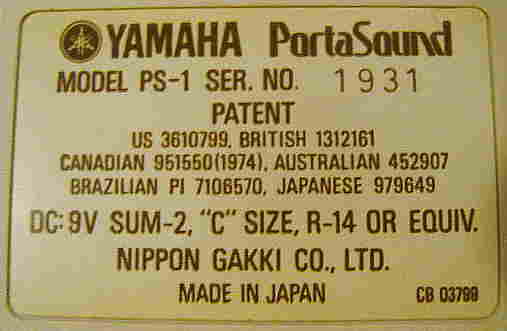 YAMAHA PortaSound
MODEL PS-1 SER. NO. 1931
PATENT
US 3610799, BRITISH 1312161
CANADIAN 951550(1974), AUSTRALIAN 452907
BRAZILIAN PI 7106570, JAPANESE 979649
DC: 9V SUM-2, "C" SIZE, R-14 OR EQUIV.
NIPPON GAKKI CO., LTD.
MADE IN JAPAN CB 03799